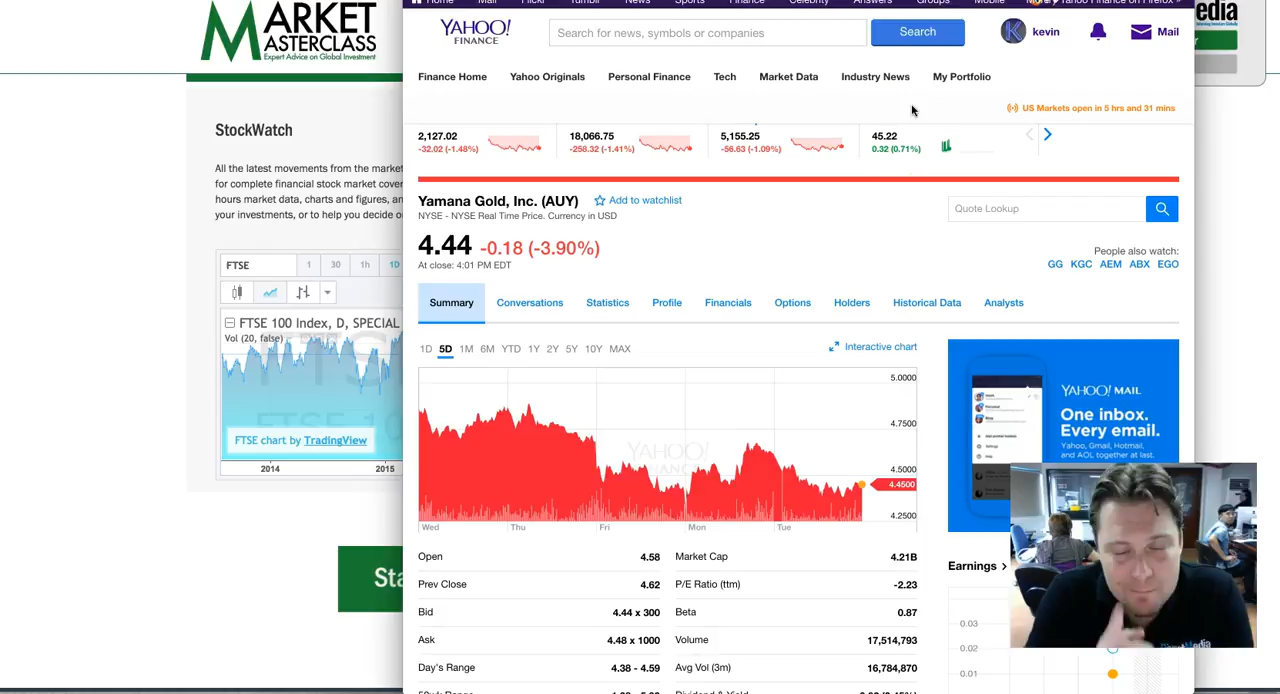 Home Mail Flickr Tumblr News Sports Finance Celebrity Answers Groups Mobile More
Yahoo Finance on Firefox »
MARKET
MASTERCLASS
Expert Advice on Global Investment
YAHOO!
FINANCE
Search for news, symbols or companies
Search
kevin
Mail
Finance Home Yahoo Originals Personal Finance Tech Market Data Industry News My Portfolio
US Markets open in 5 hrs and 31 mins
2,127.02
-32.02 (-1.48%)
18,066.75
-258.32 (-1.41%)
5,155.25
-56.63 (-1.09%)
45.22
0.32 (0.71%)
StockWatch
All the latest movements from the market
for complete financial stock market cover
hours market data, charts and figures, an
your investments, or to help you decide o
FTSE 1 30 1h 1D
FTSE 100 Index, D, SPECIAL
Vol (20, false)
FTSE chart by TradingView
2014 2015
Sta
Yamana Gold, Inc. (AUY) Add to watchlist
NYSE - NYSE Real Time Price. Currency in USD
4.44 -0.18 (-3.90%)
At close: 4:01 PM EDT
Quote Lookup
People also watch:
GG KGC AEM ABX EGO
Summary Conversations Statistics Profile Financials Options Holders Historical Data Analysts
1D 5D 1M 6M YTD 1Y 2Y 5Y 10Y MAX
Interactive chart
5.0000
4.7500
4.5000
4.4500
4.2500
YAHOO!
FINANCE
Wed Thu Fri Mon Tue
Open 4.58
Prev Close 4.62
Bid 4.44 x 300
Ask 4.48 x 1000
Day's Range 4.38 - 4.59
Market Cap 4.21B
P/E Ratio (ttm) -2.23
Beta 0.87
Volume 17,514,793
Avg Vol (3m) 16,784,870
YAHOO! MAIL
One inbox.
Every email.
Yahoo, Gmail, Hotmail,
and AOL, together at last.
Earnings >
0.03
0.02
0.01